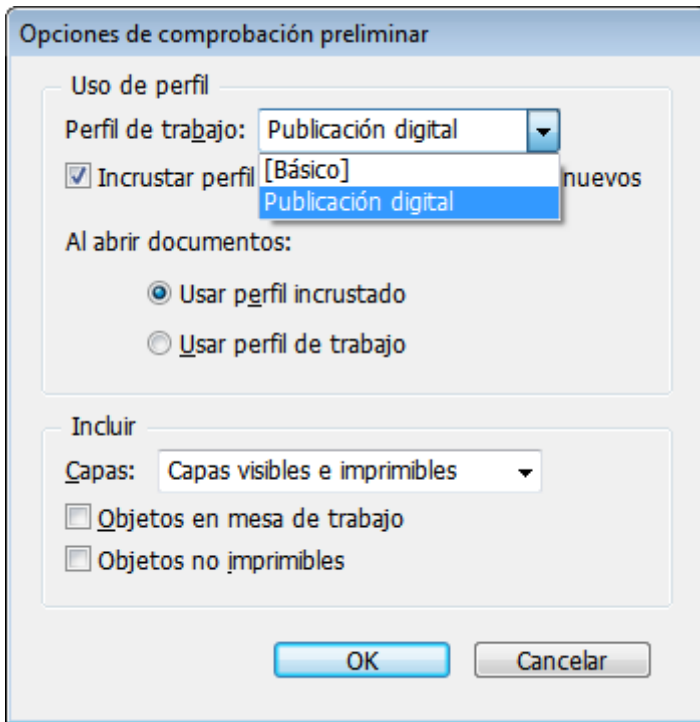 Opciones de comprobación preliminar
Uso de perfil
Perfil de trabajo: Publicación digital
[Básico]
Incrustar perfil nuevos
Publicación digital
Al abrir documentos:
Usar perfil incrustado
Usar perfil de trabajo
Incluir
Capas: Capas visibles e imprimibles
Objetos en mesa de trabajo
Objetos no imprimibles
OK Cancelar